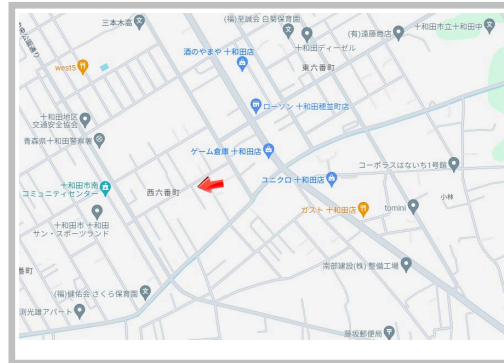 三本木高
(福)至誠会 白菊保育園
(有)遠藤商店
十和田市立十和田中
十和田ディーゼル
酒のやまや 十和田店
東六番町
west5
ローソン 十和田穂並町店
十和田地区
交通安全協会
青森県十和田警察署
ゲーム倉庫 十和田店
コーポラスはないち1号館
ユニクロ 十和田店
十和田市南
コミュニティセンター
西六番町
小林
tomini
ガスト 十和田店
十和田市 十和田
サン・スポーツランド
番町
南部建設(株) 整備工場
(福)健佑会 さくら保育園
渕光雄アパート
藤坂郵便局